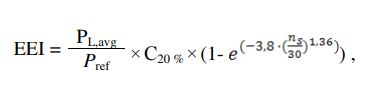 EEI = P_L,avg / P_ref × C_20 % × (1- e^(−3,8 ·(n_s/30)^1,36)) ,